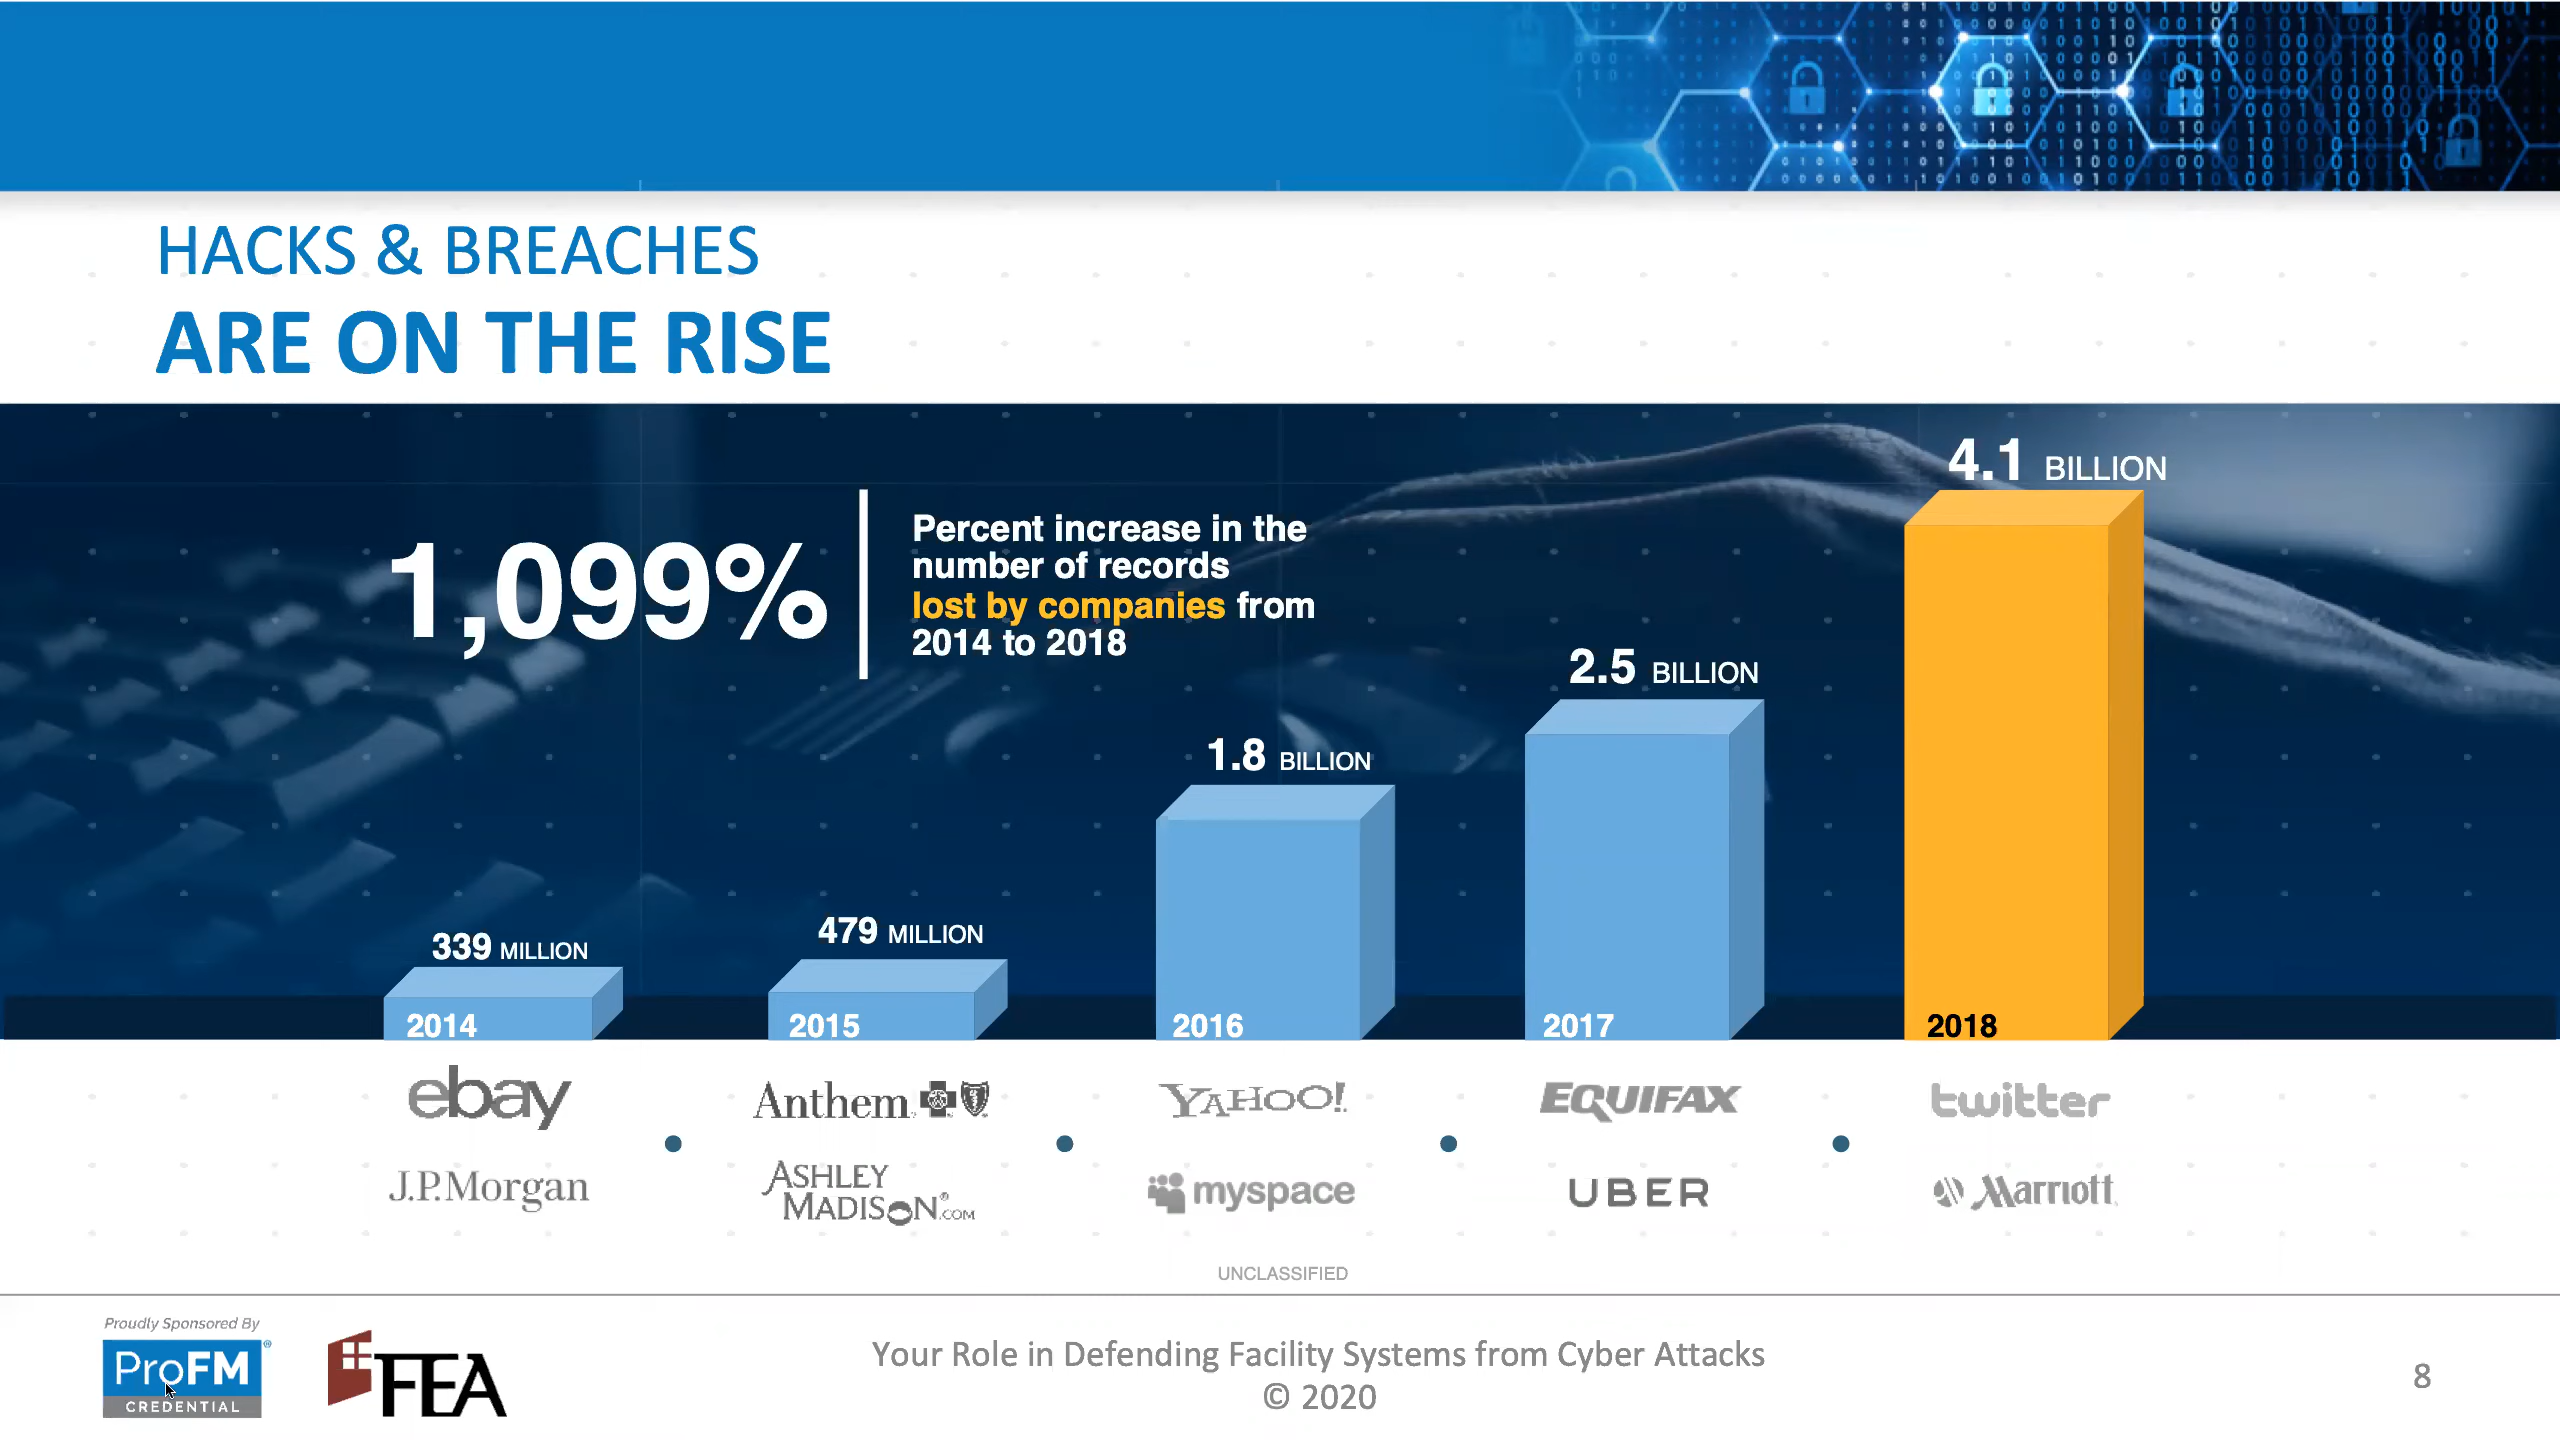 HACKS & BREACHES
ARE ON THE RISE
1,099%
Percent increase in the
number of records
lost by companies from
2014 to 2018
339 MILLION
479 MILLION
1.8 BILLION
2.5 BILLION
4.1 BILLION
2014
2015
2016
2017
2018
ebay
J.P.Morgan
Anthem
ASHLEY
MADISON®.COM
YAHOO!
myspace
EQUIFAX
UBER
twitter
Marriott
UNCLASSIFIED
Proudly Sponsored By
ProFM®
CREDENTIAL
FEA
Your Role in Defending Facility Systems from Cyber Attacks
© 2020
8